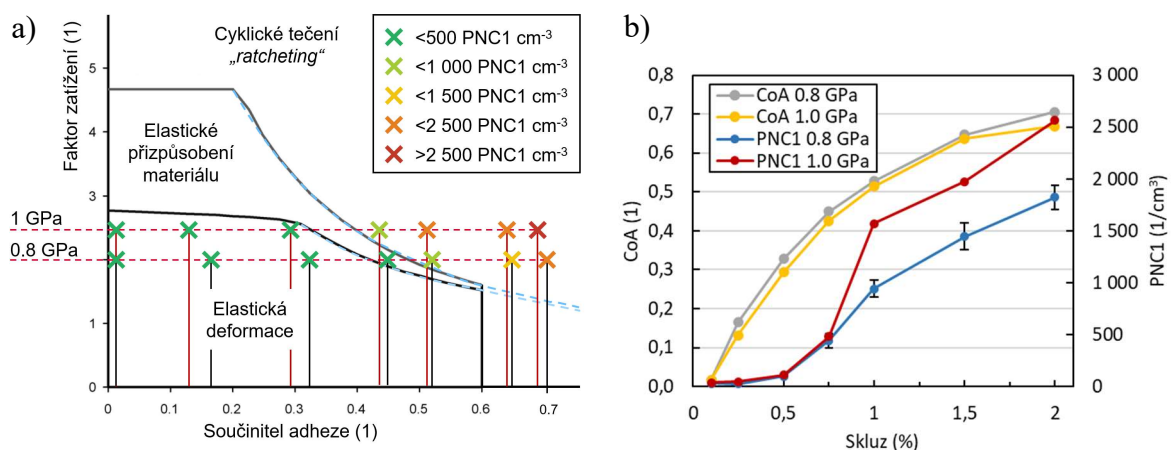 a)
Faktor zatížení (1)
5
4
3
2
1
0
1 GPa
0.8 GPa
Cyklické tečení
„ratcheting“
Elastické
přizpůsobení
materiálu
Elastická
deformace
<500 PNC1 cm-3
<1 000 PNC1 cm-3
<1 500 PNC1 cm-3
<2 500 PNC1 cm-3
>2 500 PNC1 cm-3
0 0.1 0.2 0.3 0.4 0.5 0.6 0.7
Součinitel adheze (1)
b)
CoA (1)
0,8
0,7
0,6
0,5
0,4
0,3
0,2
0,1
0,0
CoA 0.8 GPa
CoA 1.0 GPa
PNC1 0.8 GPa
PNC1 1.0 GPa
3 000
2 500
2 000
1 500
1 000
500
0
PNC1 (1/cm³)
0 0,5 1 1,5 2
Skluz (%)